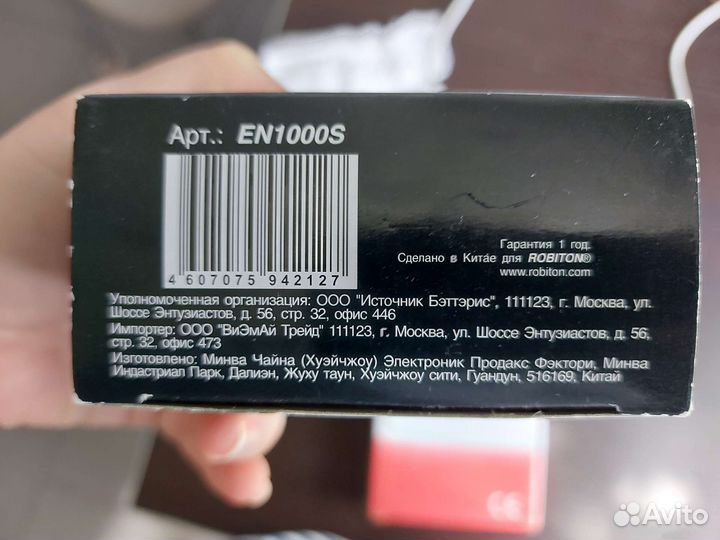 Арт.: EN1000S
4 607075 942127
Гарантия 1 год.
Сделано в Китае для ROBITON®
www.robiton.com
Уполномоченная организация: ООО "Источник Бэттэрис", 111123, г. Москва, ул.
Шоссе Энтузиастов, д. 56, стр. 32, офис 446
Импортер: ООО "ВиЭмАй Трейд" 111123, г. Москва, ул. Шоссе Энтузиастов, д. 56,
стр. 32, офис 473
Изготовлено: Минва Чайна (Хуэйчжоу) Электроник Продакс Фэктори, Минва
Индастриал Парк, Далиэн, Жуху таун, Хуэйчжоу сити, Гуандун, 516169, Китай
CE
Avito